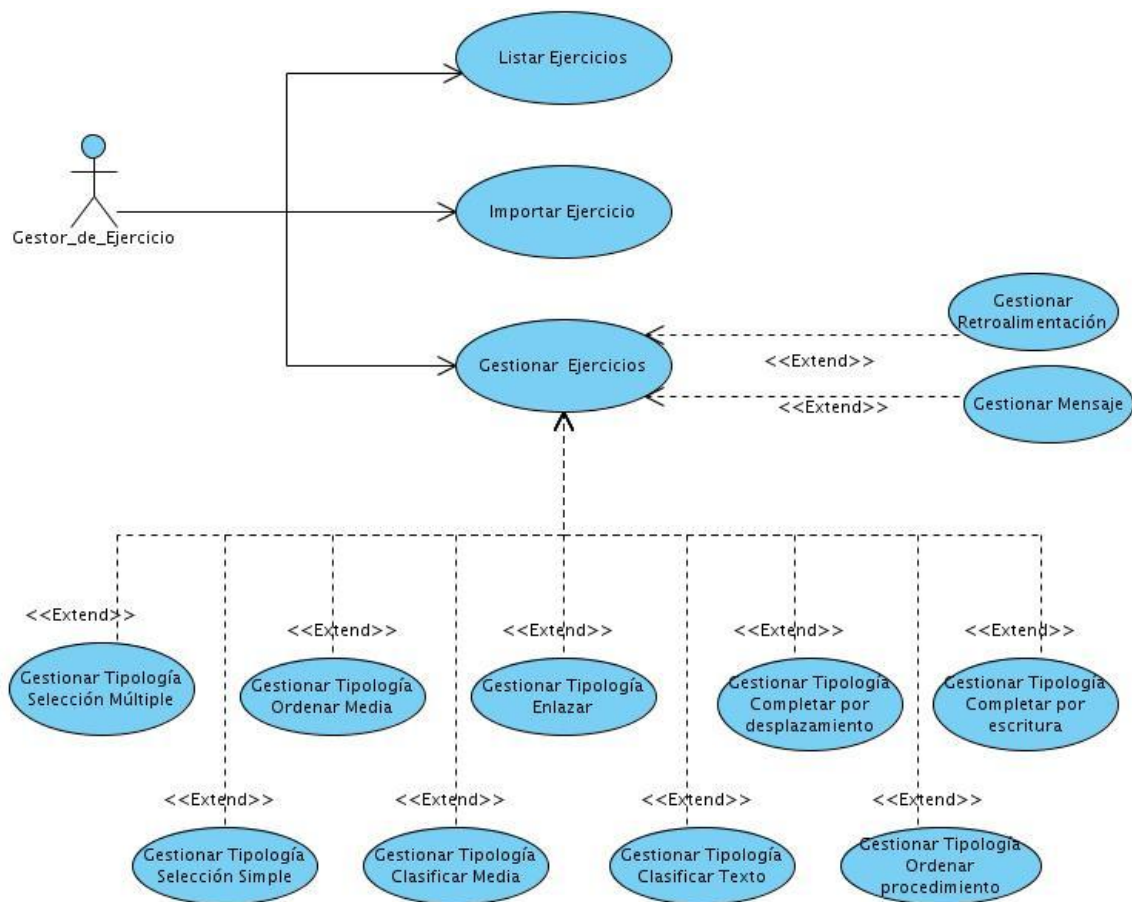 Listar Ejercicios
Gestor_de_Ejercicio
Importar Ejercicio
Gestionar Ejercicios
Gestionar
Retroalimentación
<<Extend>>
<<Extend>>
Gestionar Mensaje
<<Extend>>
Gestionar Tipología
Selección Múltiple
<<Extend>>
Gestionar Tipología
Ordenar Media
<<Extend>>
Gestionar Tipología
Enlazar
<<Extend>>
Gestionar Tipología
Completar por
desplazamiento
<<Extend>>
Gestionar Tipología
Completar por
escritura
<<Extend>>
Gestionar Tipología
Selección Simple
<<Extend>>
Gestionar Tipología
Clasificar Media
<<Extend>>
Gestionar Tipología
Clasificar Texto
<<Extend>>
Gestionar Tipología
Ordenar
procedimiento